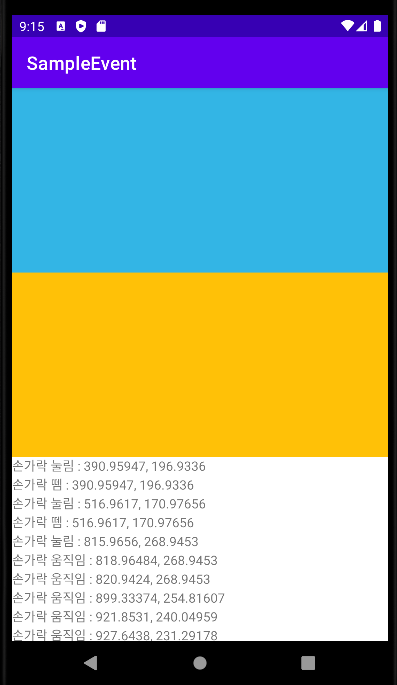 9:15
SampleEvent
손가락 눌림 : 390.95947, 196.9336
손가락 뗌 : 390.95947, 196.9336
손가락 눌림 : 516.9617, 170.97656
손가락 뗌 : 516.9617, 170.97656
손가락 눌림 : 815.9656, 268.9453
손가락 움직임 : 818.96484, 268.9453
손가락 움직임 : 820.9424, 268.9453
손가락 움직임 : 899.33374, 254.81607
손가락 움직임 : 921.8531, 240.04959
손가락 움직임 : 927.6438, 231.29178